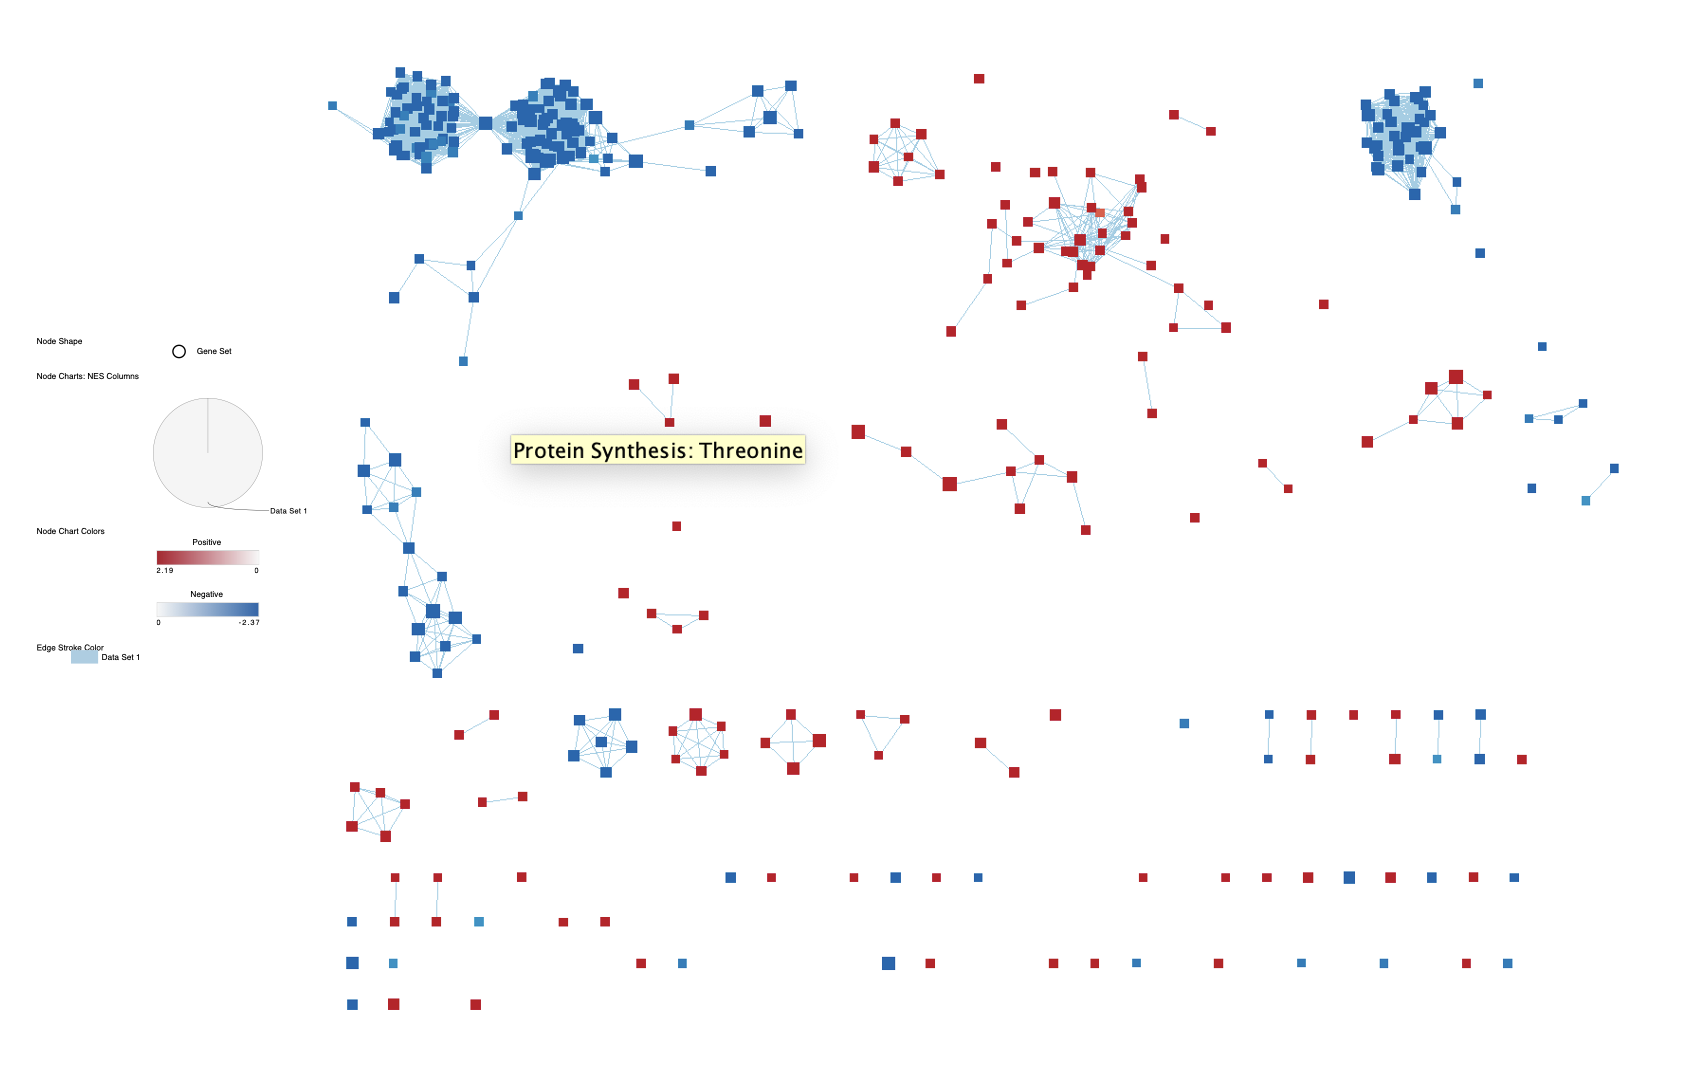 Node Shape
Gene Set
Node Charts: NES Columns
Protein Synthesis: Threonine
Data Set 1
Node Chart Colors
Positive
2.19 0
Negative
0 -2.37
Edge Stroke Color
Data Set 1